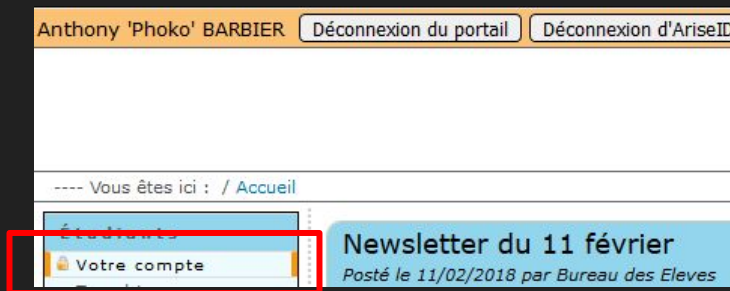 Anthony 'Phoko' BARBIER Déconnexion du portail Déconnexion d'AriseID
---- Vous êtes ici : / Accueil
Étudiants
Votre compte
Newsletter du 11 février
Posté le 11/02/2018 par Bureau des Eleves